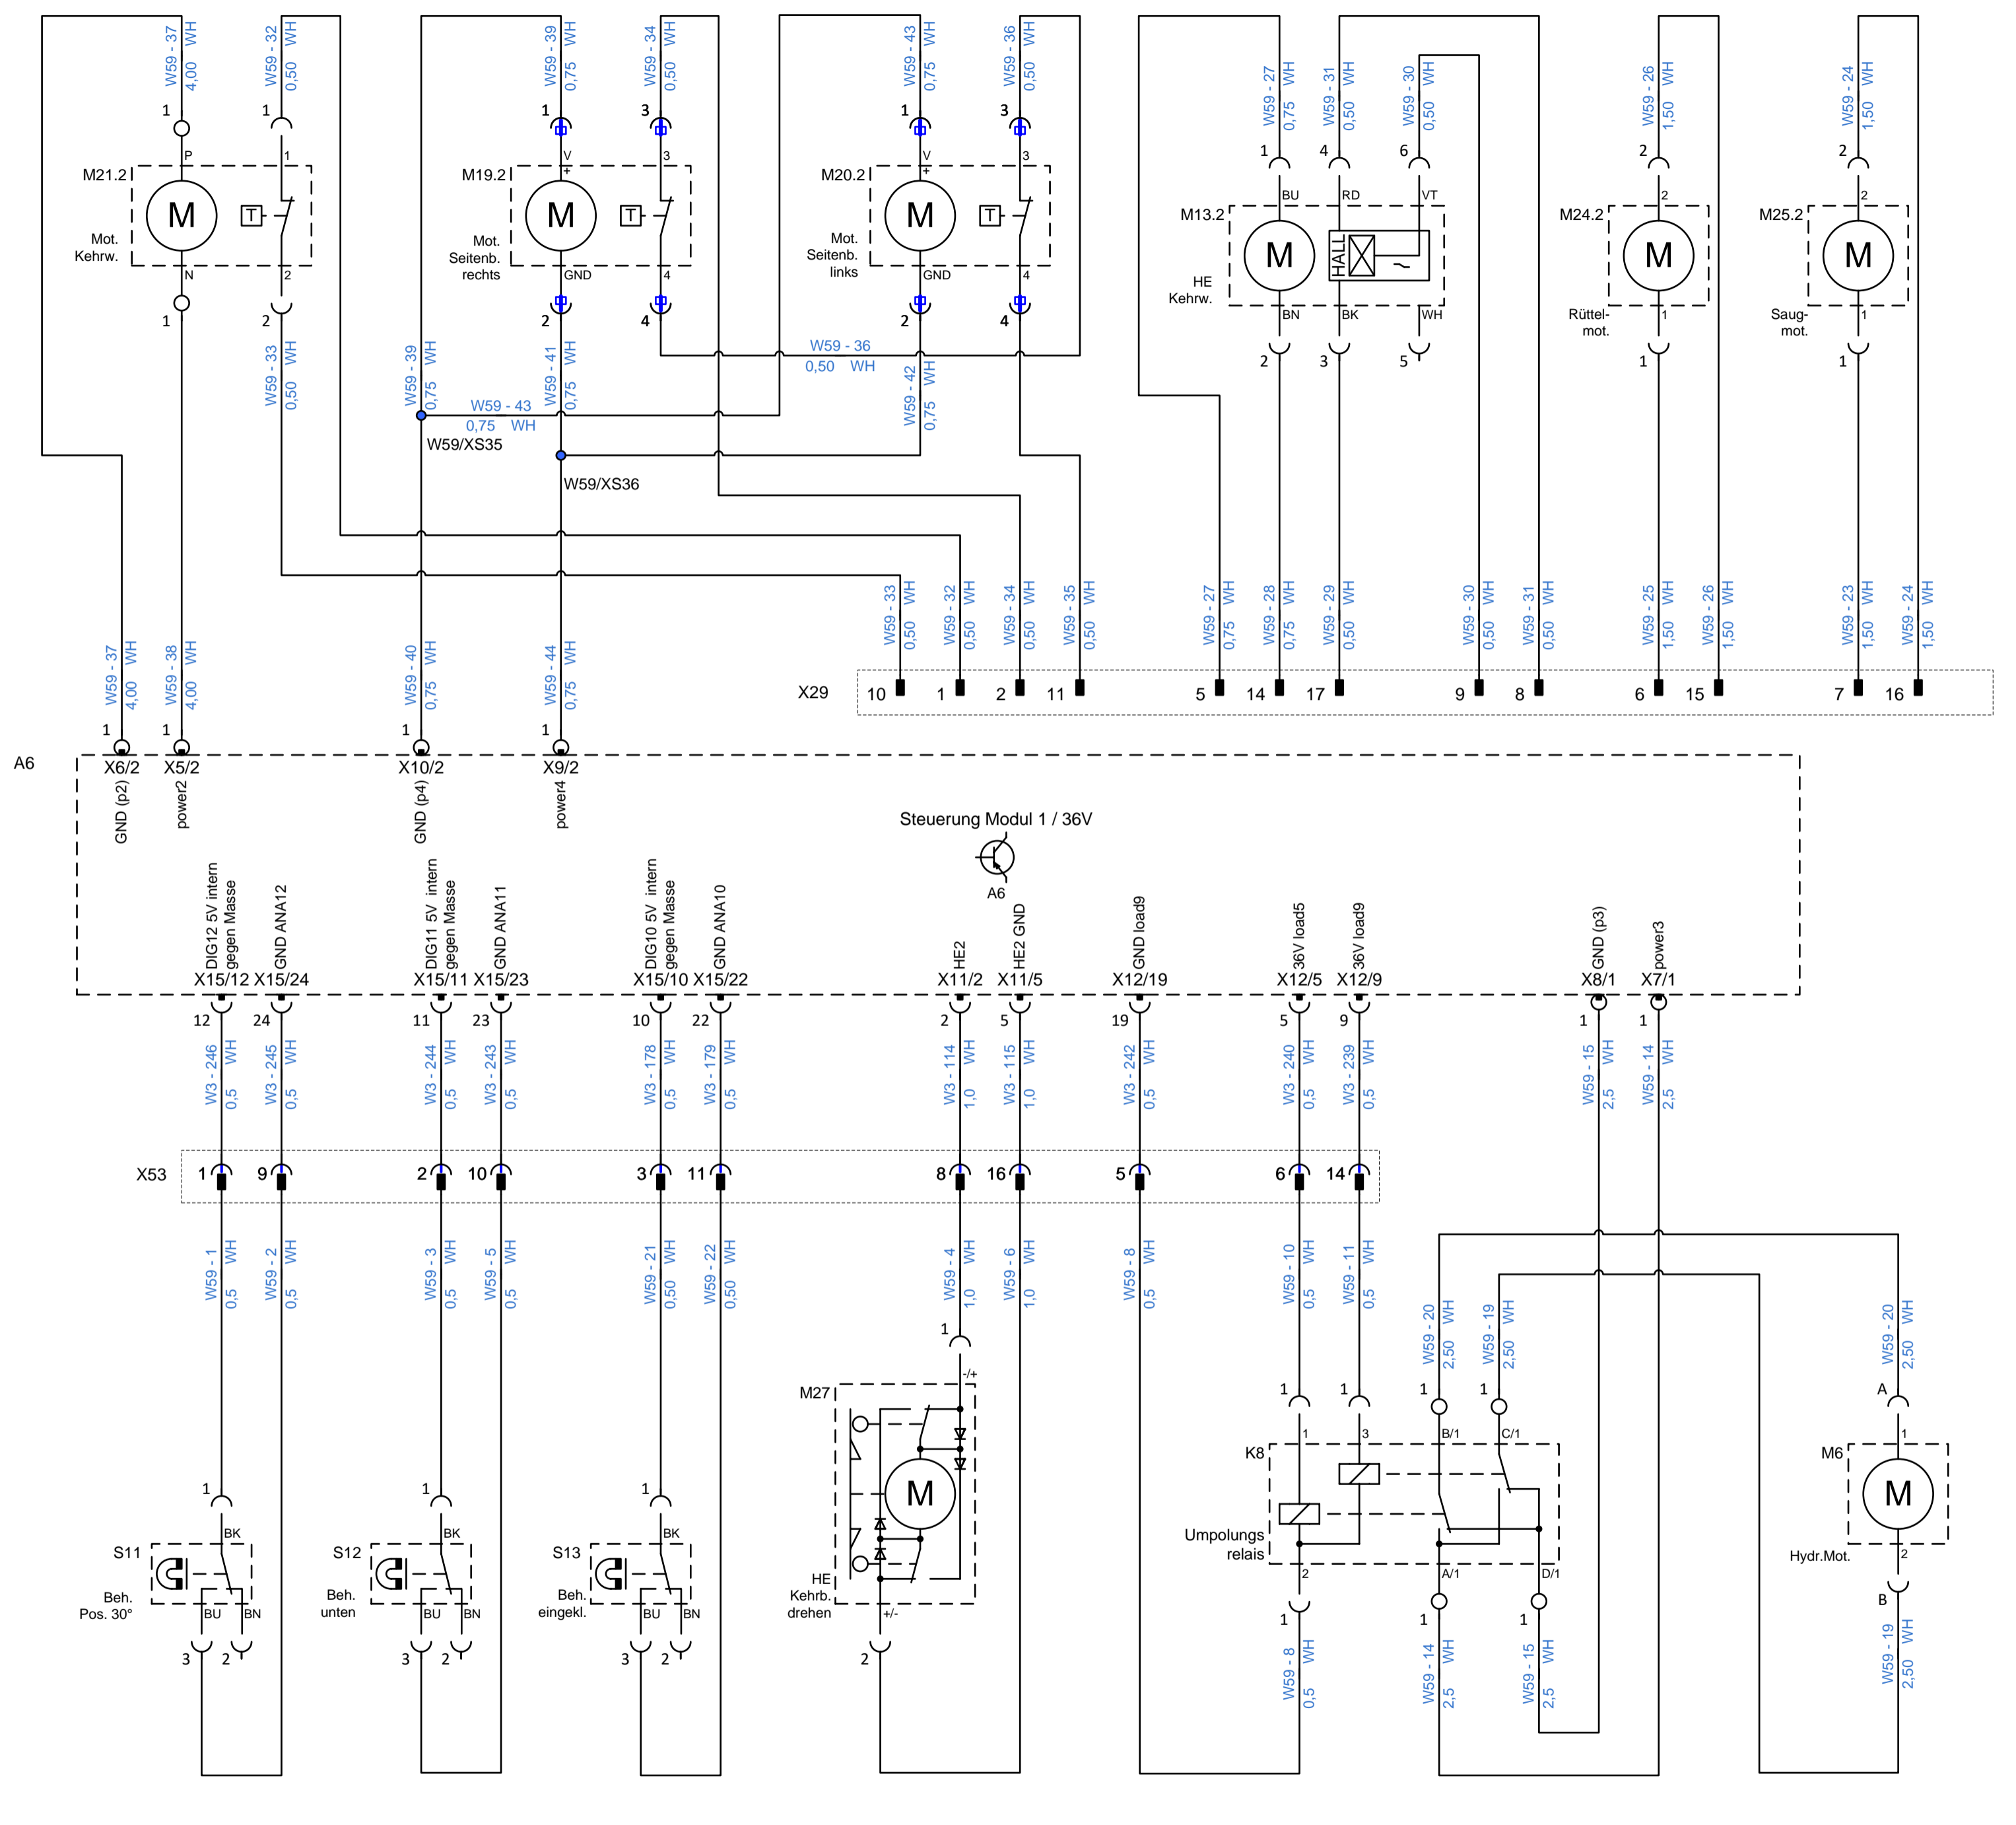 W59 - 37 WH
4,00
W59 - 32 WH
0,50
W59 - 39 WH
0,75
W59 - 34 WH
0,50
W59 - 43 WH
0,75
W59 - 36 WH
0,50
W59 - 27 WH
0,75
W59 - 31 WH
0,50
W59 - 30 WH
0,50
W59 - 26 WH
1,50
W59 - 24 WH
1,50
1 1 1 3 1 3 1 4 6 2 2
P 1 V + 3 V + 3 BU RD VT 2 2
M21.2
M
T
Mot.
Kehrw.
N 2
1 2
M19.2
M
T
Mot.
Seitenb.
rechts
GND 4
2 4
M20.2
M
T
Mot.
Seitenb.
links
GND 4
2 4
M13.2
M
HALL
HE
Kehrw.
BN BK WH
2 3 5
M24.2
M
Rüttel-
mot.
1
1
M25.2
M
Saug-
mot.
1
1
W59 - 33 WH
0,50
W59 - 39 WH
0,75
W59 - 41 WH
0,75
W59 - 36
0,50 WH
W59 - 42 WH
0,75
W59 - 43
0,75 WH
W59/XS35
W59/XS36
W59 - 37 WH
4,00
W59 - 38 WH
4,00
W59 - 40 WH
0,75
W59 - 44 WH
0,75
W59 - 33 WH
0,50
W59 - 32 WH
0,50
W59 - 34 WH
0,50
W59 - 35 WH
0,50
W59 - 27 WH
0,75
W59 - 28 WH
0,75
W59 - 29 WH
0,50
W59 - 30 WH
0,50
W59 - 31 WH
0,50
W59 - 25 WH
1,50
W59 - 26 WH
1,50
W59 - 23 WH
1,50
W59 - 24 WH
1,50
X29 10 1 2 11 5 14 17 9 8 6 15 7 16
1 1 1 1
A6
X6/2 X5/2 X10/2 X9/2
GND (p2)
power2
GND (p4)
power4
Steuerung Modul 1 / 36V
A6
DIG12 5V intern
gegen Masse
GND ANA12
DIG11 5V intern
gegen Masse
GND ANA11
DIG10 5V intern
gegen Masse
GND ANA10
HE2
HE2 GND
GND load9
36V load5
36V load9
GND (p3)
power3
X15/12 X15/24 X15/11 X15/23 X15/10 X15/22 X11/2 X11/5 X12/19 X12/5 X12/9 X8/1 X7/1
12 24 11 23 10 22 2 5 19 5 9 1 1
W3 - 246 WH
0,5
W3 - 245 WH
0,5
W3 - 244 WH
0,5
W3 - 243 WH
0,5
W3 - 178 WH
0,5
W3 - 179 WH
0,5
W3 - 114 WH
1,0
W3 - 115 WH
1,0
W3 - 242 WH
0,5
W3 - 240 WH
0,5
W3 - 239 WH
0,5
W59 - 15 WH
2,5
W59 - 14 WH
2,5
X53 1 9 2 10 3 11 8 16 5 6 14
W59 - 1 WH
0,5
W59 - 2 WH
0,5
W59 - 3 WH
0,5
W59 - 5 WH
0,5
W59 - 21 WH
0,50
W59 - 22 WH
0,50
W59 - 4 WH
1,0
W59 - 6 WH
1,0
W59 - 8 WH
0,5
W59 - 10 WH
0,5
W59 - 11 WH
0,5
W59 - 20 WH
2,50
W59 - 19 WH
2,50
W59 - 20 WH
2,50
1
BK
S11
Beh.
Pos. 30°
BU BN
3 2
1
BK
S12
Beh.
unten
BU BN
3 2
1
BK
S13
Beh.
eingekl.
BU BN
3 2
1
-/+
M27
M
HE
Kehrb.
drehen
+/-
2
1 1 1 1
1 3 B/1 C/1
K8
Umpolungs
relais
2 A/1 D/1
1 1 1
W59 - 8 WH
0,5
W59 - 14 WH
2,5
W59 - 15 WH
2,5
A
1
M6
M
Hydr.Mot.
2
B
W59 - 19 WH
2,50